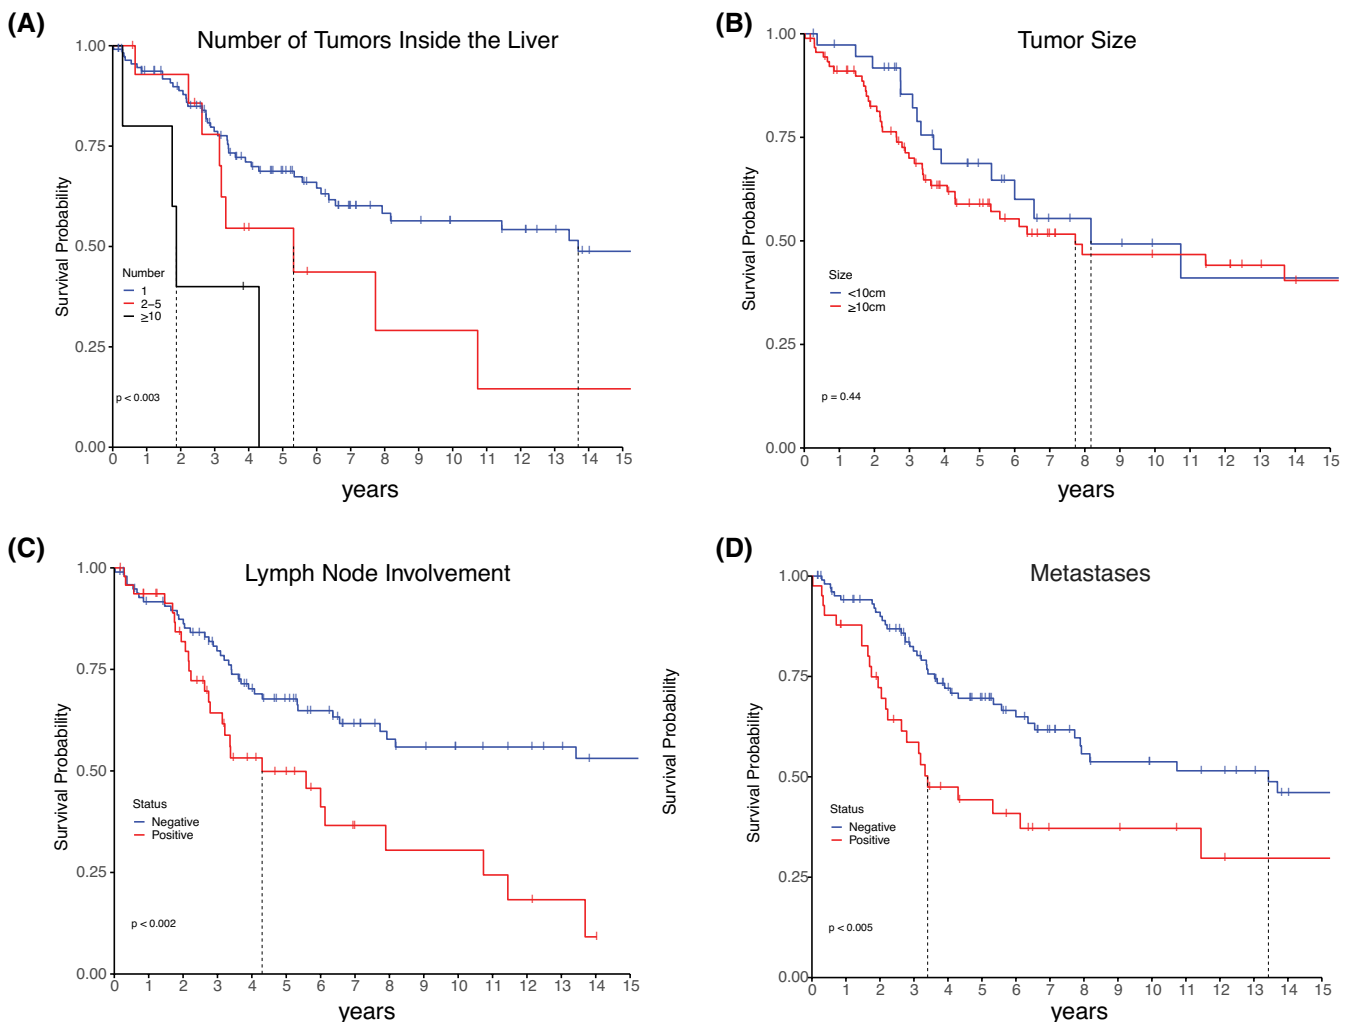 (A)
Number of Tumors Inside the Liver
Survival Probability
1.00
0.75
0.50
0.25
0.00
Number
1
2–5
≥10
p < 0.003
0 1 2 3 4 5 6 7 8 9 10 11 12 13 14 15
years
(B)
Tumor Size
Survival Probability
1.00
0.75
0.50
0.25
0.00
Size
<10cm
≥10cm
p = 0.44
0 1 2 3 4 5 6 7 8 9 10 11 12 13 14 15
years
(C)
Lymph Node Involvement
Survival Probability
1.00
0.75
0.50
0.25
0.00
Status
Negative
Positive
p < 0.002
0 1 2 3 4 5 6 7 8 9 10 11 12 13 14 15
years
Survival Probability
(D)
Metastases
Survival Probability
1.00
0.75
0.50
0.25
0.00
Status
Negative
Positive
p < 0.005
0 1 2 3 4 5 6 7 8 9 10 11 12 13 14 15
years